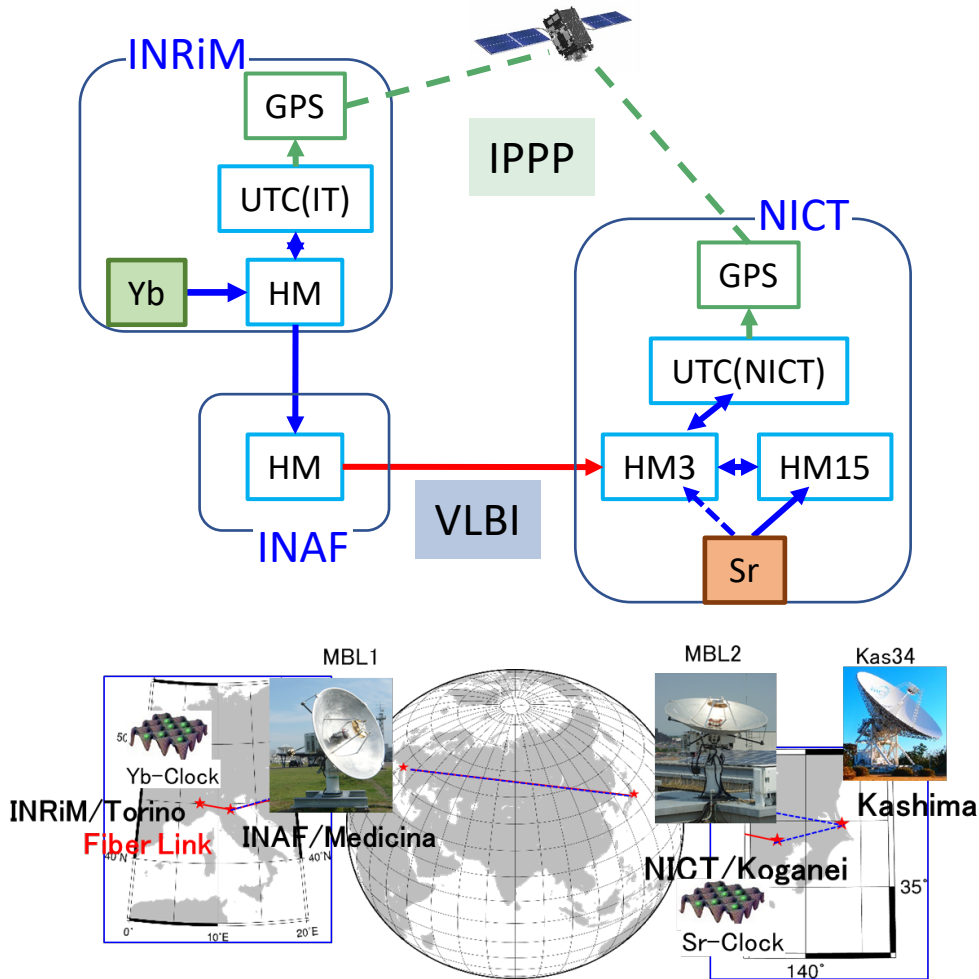 INRiM
GPS
UTC(IT)
Yb
HM
IPPP
NICT
GPS
UTC(NICT)
HM
HM3
HM15
VLBI
INAF
Sr
MBL1
MBL2
Kas34
Yb-Clock
INRiM/Torino
Fiber Link
INAF/Medicina
Kashima
NICT/Koganei
Sr-Clock
50
40°N
40°N
0°
10°E
20°E
35°
140°